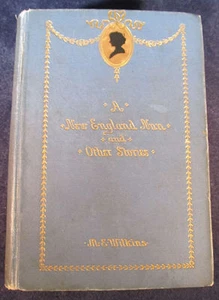 A
New England Nun
and
Other Stories
M.E. Wilkins